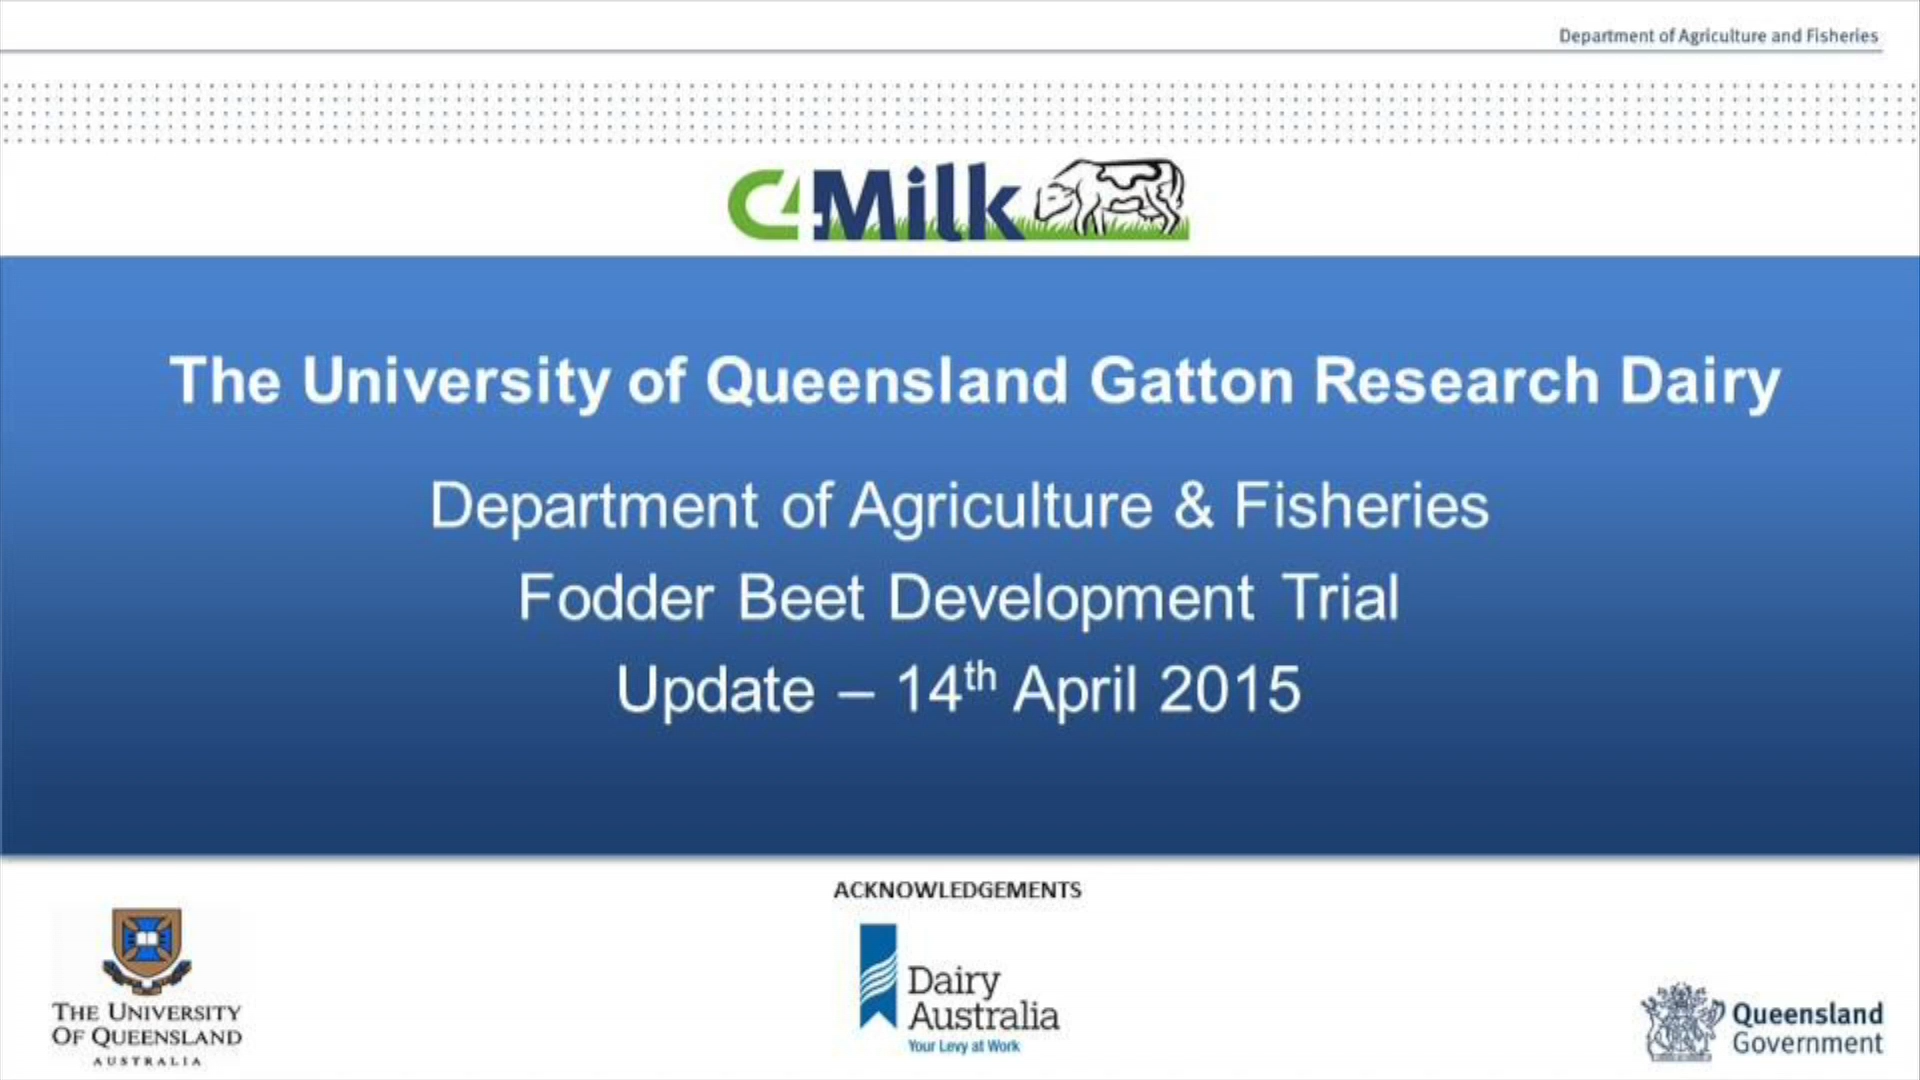 Department of Agriculture and Fisheries
C4Milk
The University of Queensland Gatton Research Dairy
Department of Agriculture & Fisheries
Fodder Beet Development Trial
Update – 14th April 2015
ACKNOWLEDGEMENTS
THE UNIVERSITY
OF QUEENSLAND
AUSTRALIA
Dairy
Australia
Your Levy at Work
Queensland
Government